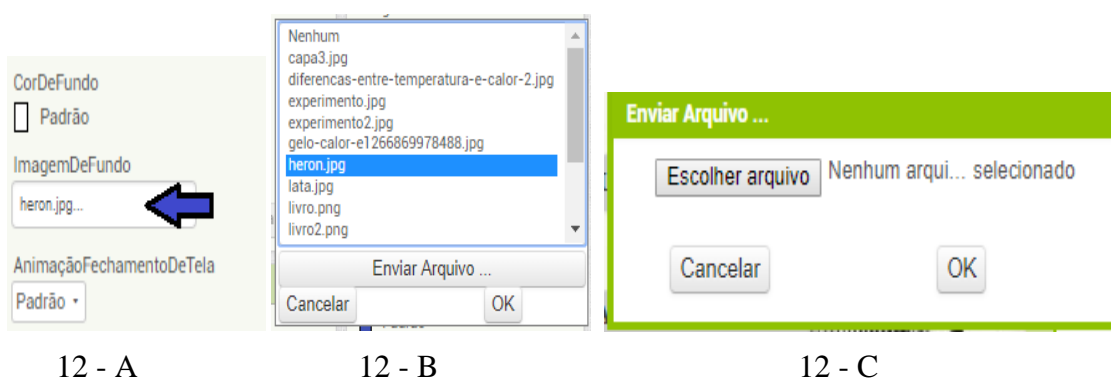 CorDeFundo
Padrão
ImagemDeFundo
heron.jpg...
AnimaçãoFechamentoDeTela
Padrão
Nenhum
capa3.jpg
diferencas-entre-temperatura-e-calor-2.jpg
experimento.jpg
experimento2.jpg
gelo-calor-e1266869978488.jpg
heron.jpg
lata.jpg
livro.png
livro2.png
Enviar Arquivo ...
Cancelar OK
Enviar Arquivo ...
Escolher arquivo Nenhum arqui... selecionado
Cancelar OK
12 - A 12 - B 12 - C